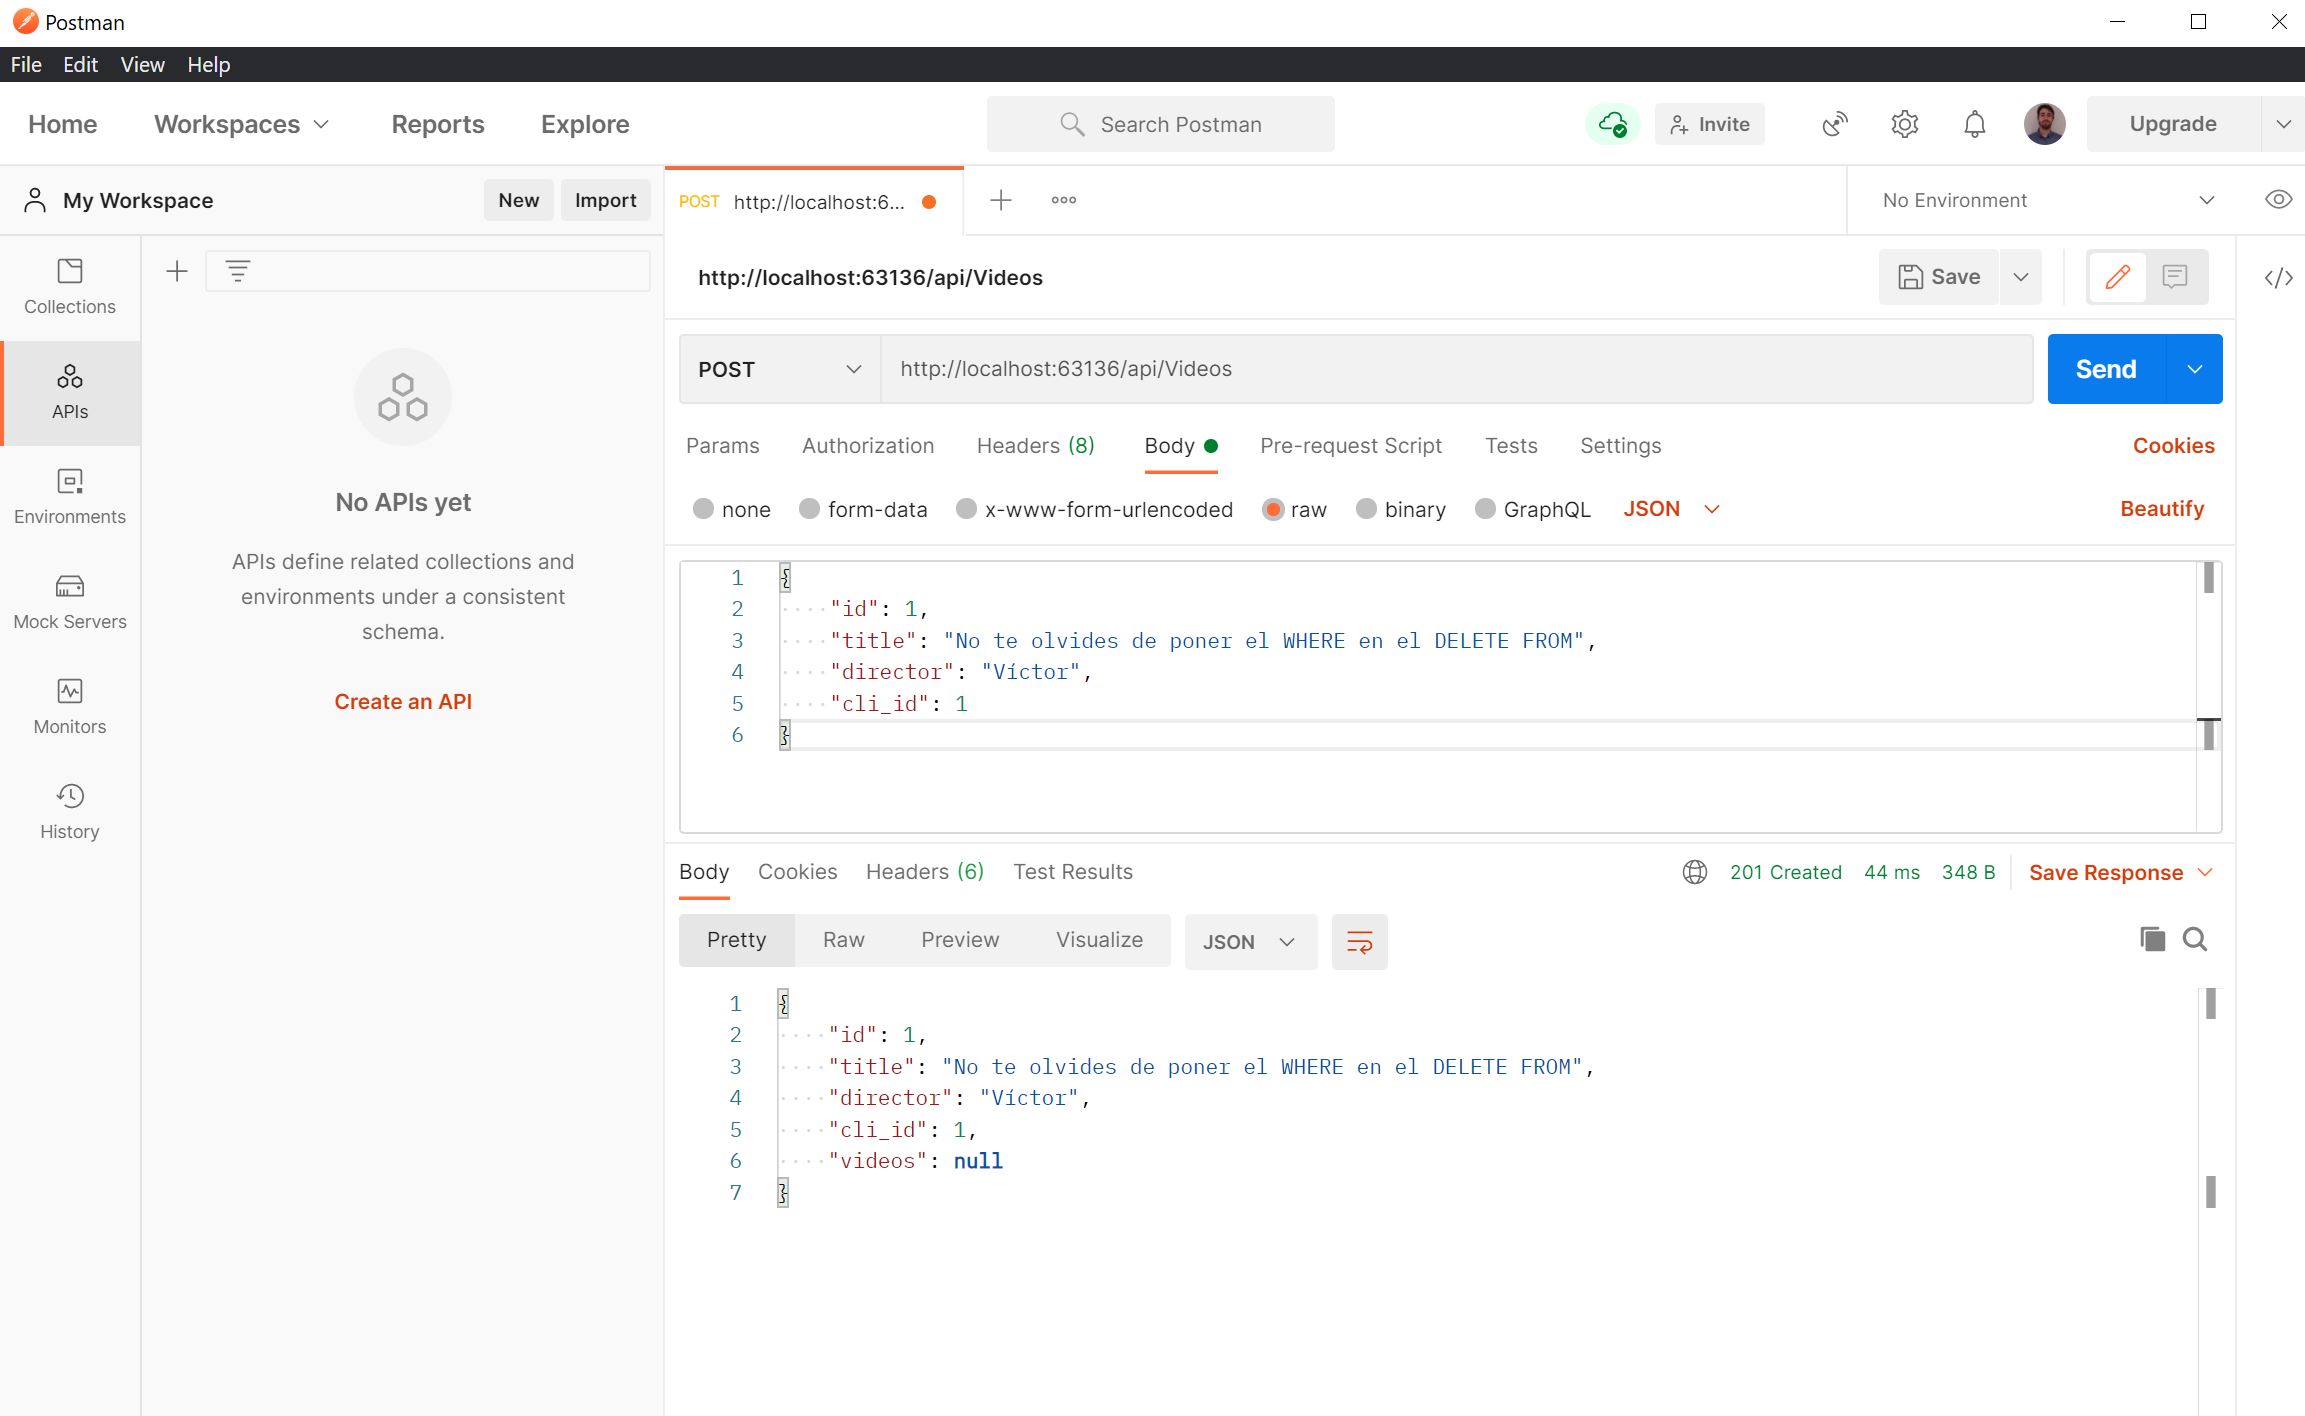 Postman
File Edit View Help
Home Workspaces Reports Explore Search Postman Invite Upgrade
My Workspace New Import
POST http://localhost:6... No Environment
Collections
APIs
Environments
Mock Servers
Monitors
History
No APIs yet
APIs define related collections and
environments under a consistent
schema.
Create an API
http://localhost:63136/api/Videos Save
POST http://localhost:63136/api/Videos Send
Params Authorization Headers (8) Body Pre-request Script Tests Settings Cookies
none form-data x-www-form-urlencoded raw binary GraphQL JSON Beautify
1 {
2 "id": 1,
3 "title": "No te olvides de poner el WHERE en el DELETE FROM",
4 "director": "Víctor",
5 "cli_id": 1
6 }
Body Cookies Headers (6) Test Results 201 Created 44 ms 348 B Save Response
Pretty Raw Preview Visualize JSON
1 {
2 "id": 1,
3 "title": "No te olvides de poner el WHERE en el DELETE FROM",
4 "director": "Víctor",
5 "cli_id": 1,
6 "videos": null
7 }